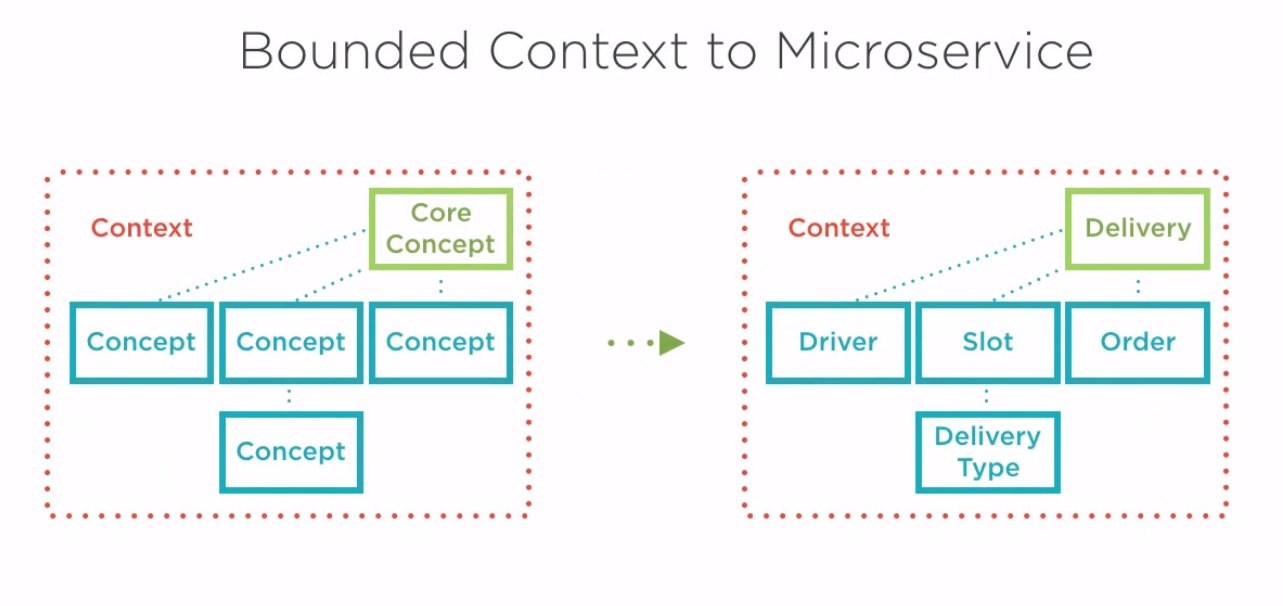 Bounded Context to Microservice
Context
Core
Concept
Concept
Concept
Concept
Concept
Context
Delivery
Driver
Slot
Order
Delivery
Type